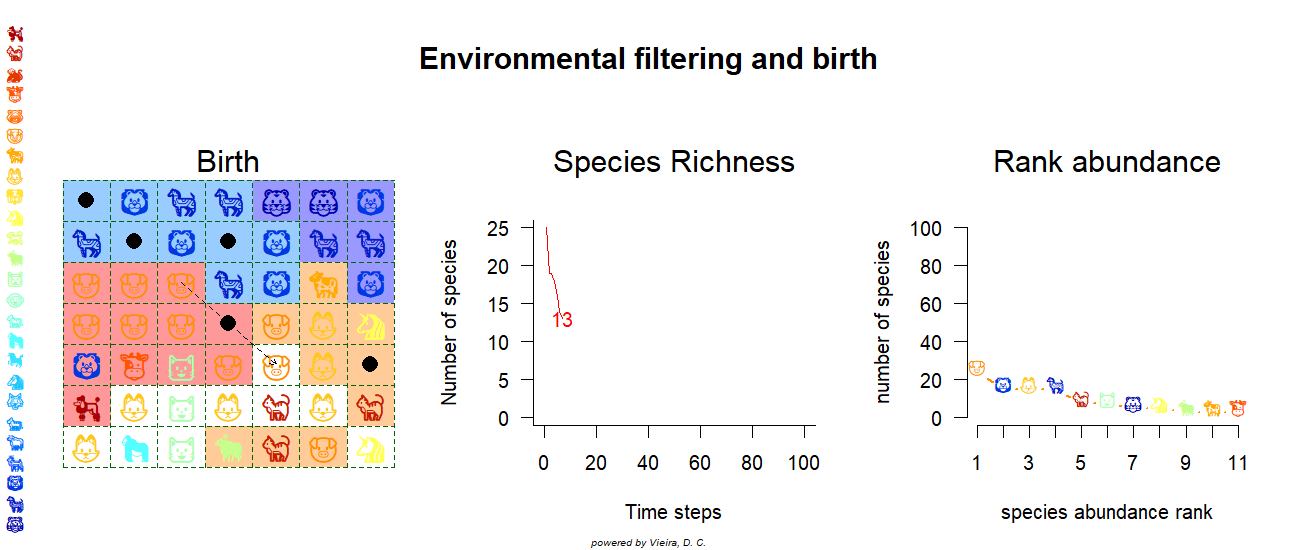 Environmental filtering and birth
Birth
Species Richness
Rank abundance
Number of species
25
20
15
10
5
0
13
0 20 40 60 80 100
Time steps
number of species
100
80
60
40
20
0
1 3 5 7 9 11
species abundance rank
powered by Vieira, D. C.